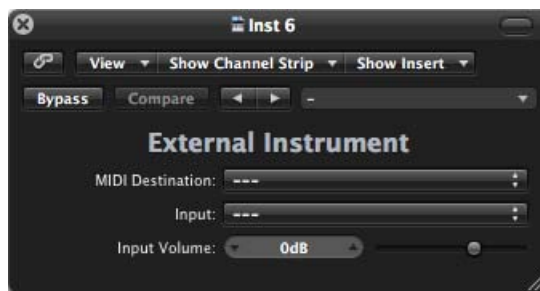 Inst 6
View Show Channel Strip Show Insert
Bypass Compare -
External Instrument
MIDI Destination: ---
Input: ---
Input Volume: 0dB